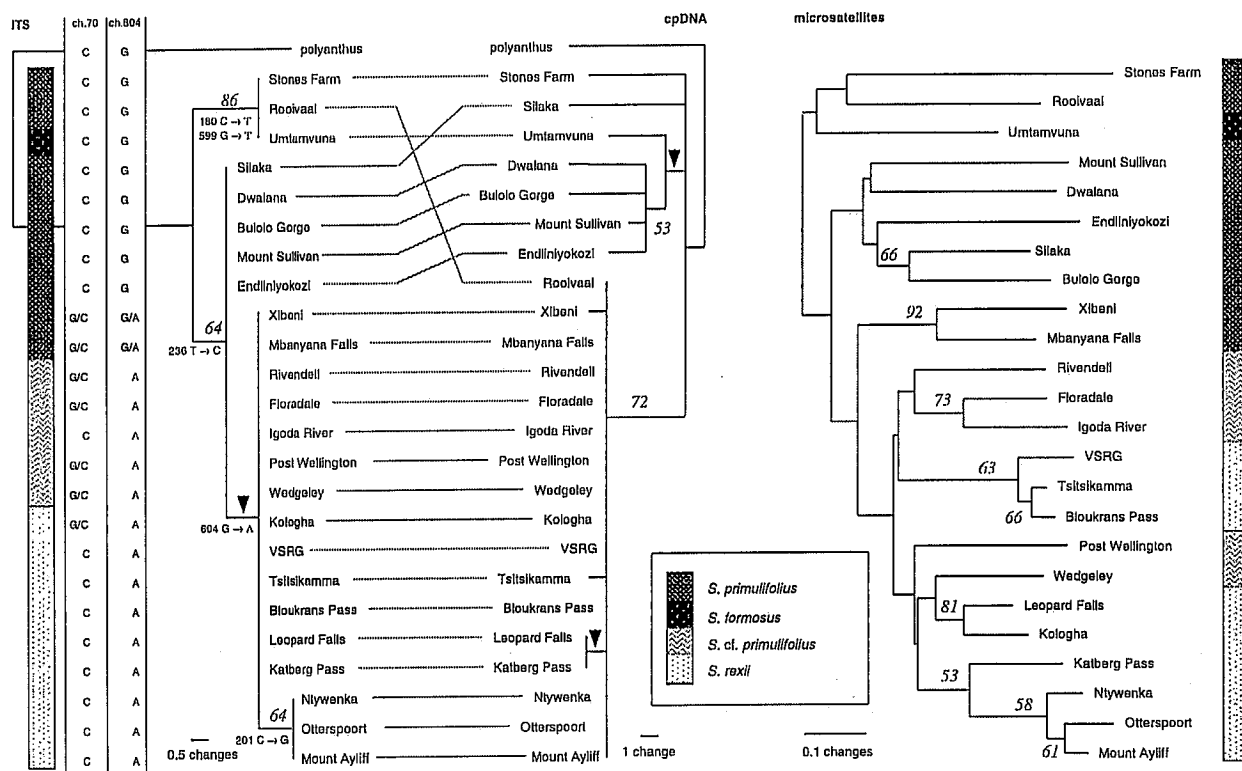 ITS ch.70 ch.804 cpDNA microsatellites
C G polyanthus polyanthus
C G Stones Farm Stones Farm Stones Farm
86
C G Rooivaal Silaka Rooivaal
180 C → T
599 G → T
C G Umtamvuna Umtamvuna Umtamvuna
C G Silaka Dwalana Mount Sullivan
C G Dwalana Bulolo Gorge Dwalana
C G Bulolo Gorge Mount Sullivan Endliniyokozi
53
C G Mount Sullivan Endliniyokozi Silaka
66
C G Endliniyokozi Rooivaal Bulolo Gorge
G/C G/A Xibeni Xibeni Xibeni
64 92
236 T → C
G/C G/A Mbanyana Falls Mbanyana Falls Mbanyana Falls
G/C A Rivendell Rivendell Rivendell
G/C A Floradale Floradale Floradale
72 73
C A Igoda River Igoda River Igoda River
G/C A Post Wellington Post Wellington VSRG
63
G/C A Wedgeley Wedgeley Tsitsikamma
G/C A Kologha Kologha Bloukrans Pass
604 G → A 66
C A VSRG VSRG Post Wellington
C A Tsitsikamma Tsitsikamma Wedgeley
C A Bloukrans Pass Bloukrans Pass Leopard Falls
81
C A Leopard Falls Leopard Falls Kologha
C A Katberg Pass Katberg Pass Katberg Pass
53
C A Ntywenka Ntywenka Ntywenka
64 58
C A Otterspoort Otterspoort Otterspoort
201 C → G
C A Mount Ayliff Mount Ayliff Mount Ayliff
61
S. primulifolius
S. formosus
S. cf. primulifolius
S. rexii
0.5 changes 1 change 0.1 changes